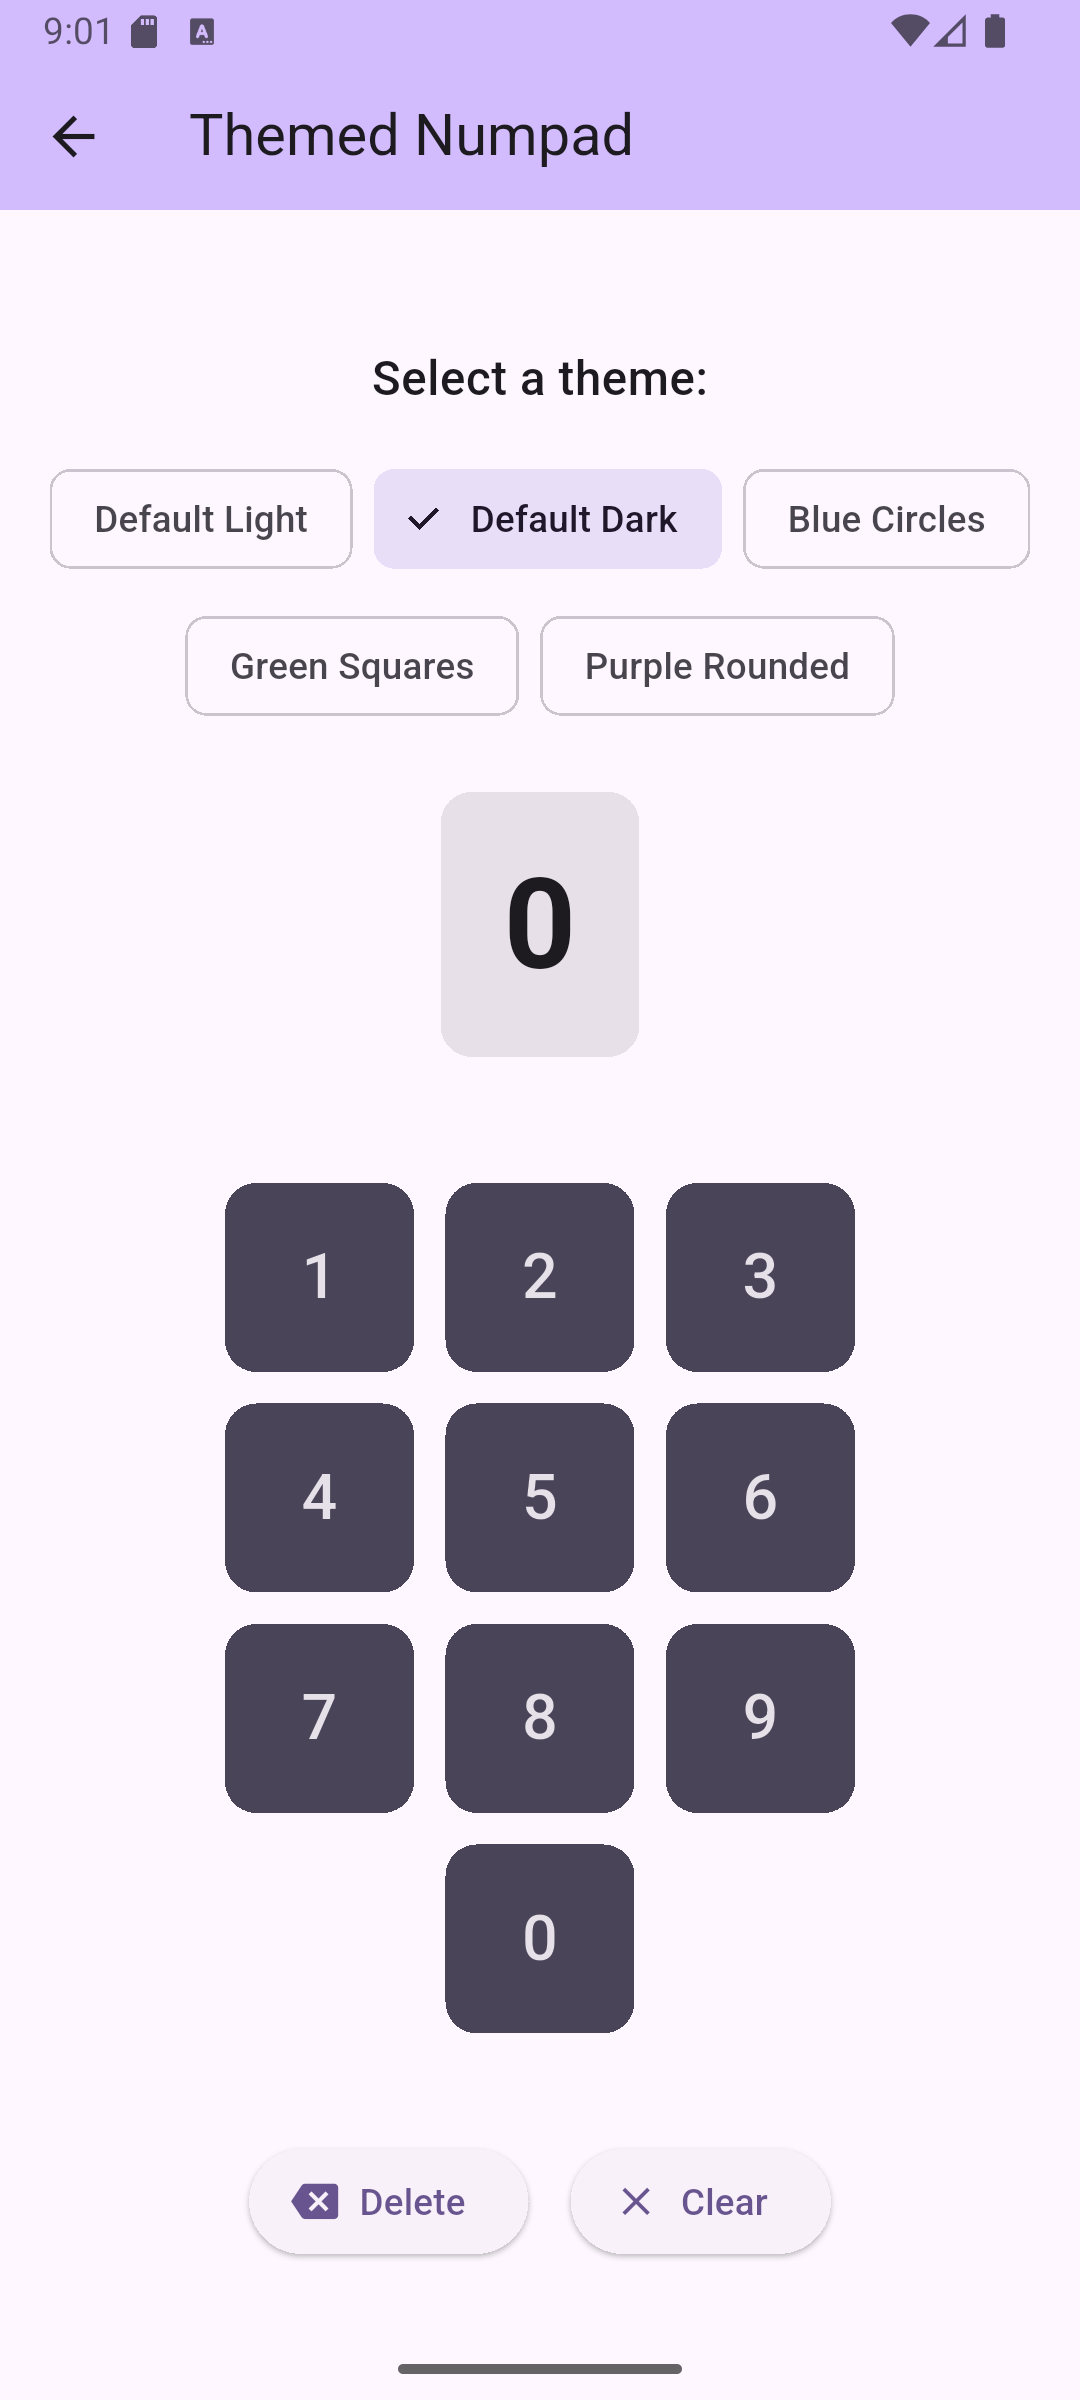 9:01
Themed Numpad
Select a theme:
Default Light
Default Dark
Blue Circles
Green Squares
Purple Rounded
0
1 2 3
4 5 6
7 8 9
0
Delete
Clear